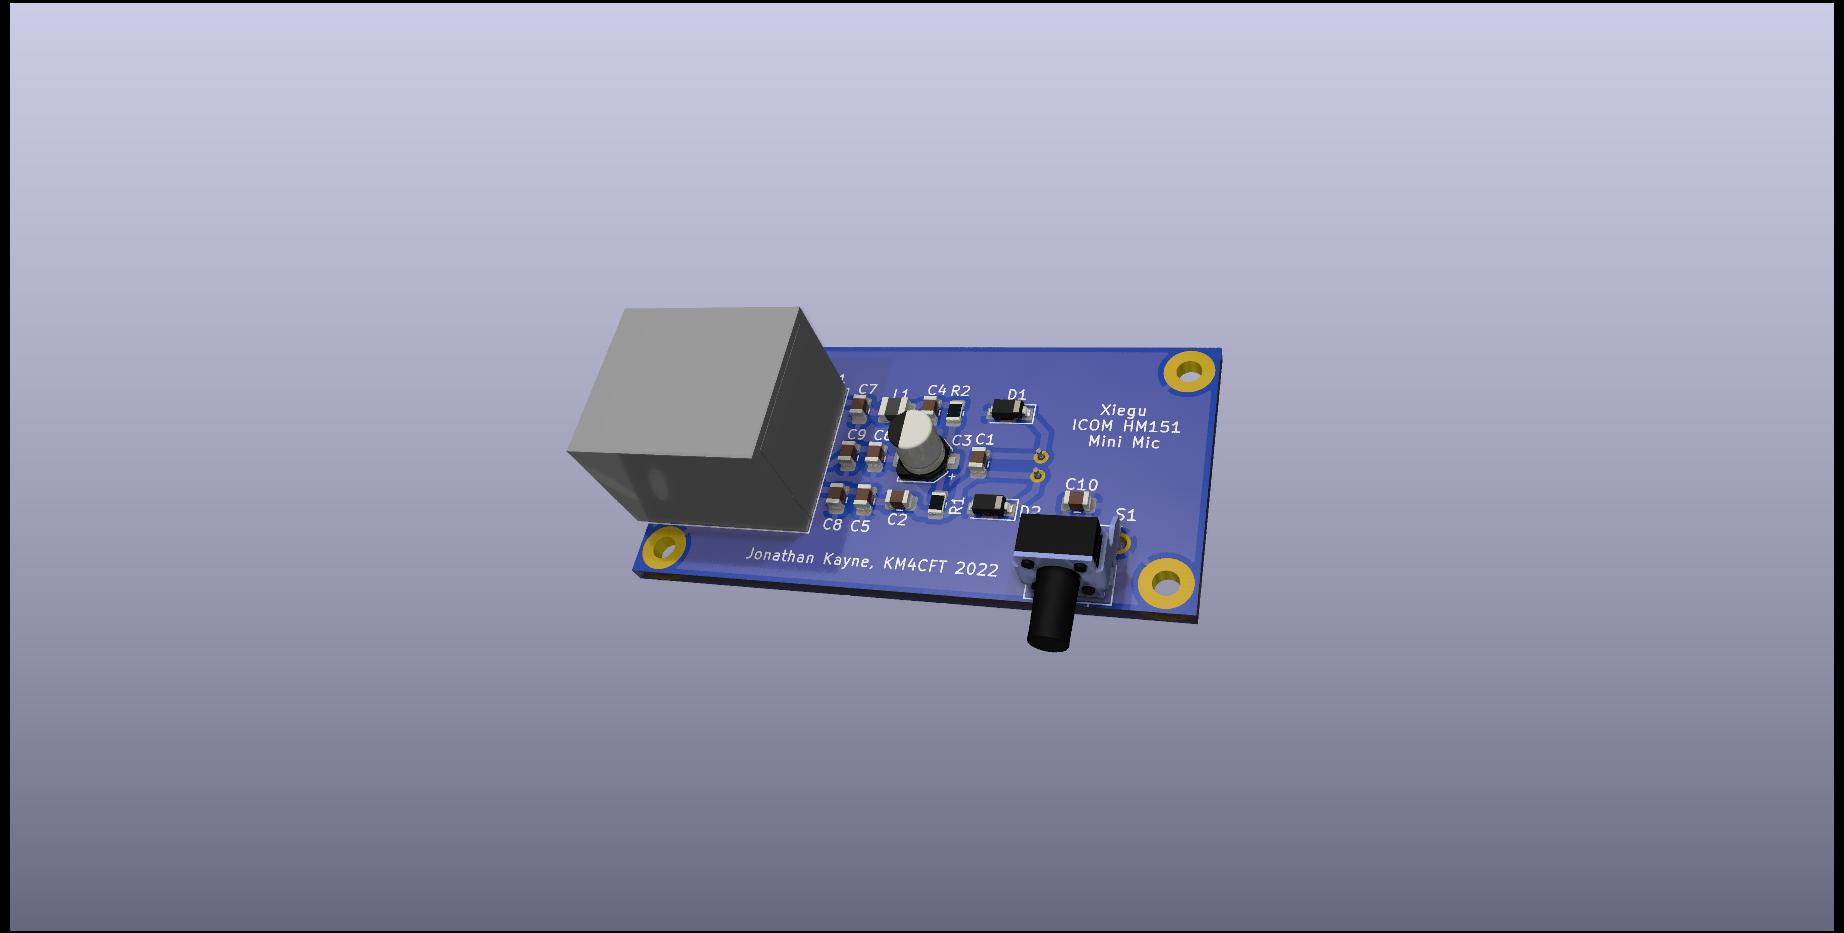 C7
L1
C4 R2
D1
Xiegu
ICOM HM151
Mini Mic
C9
C3 C1
+
C10
R1
D2
S1
C8 C5
C2
Jonathan Kayne, KM4CFT 2022